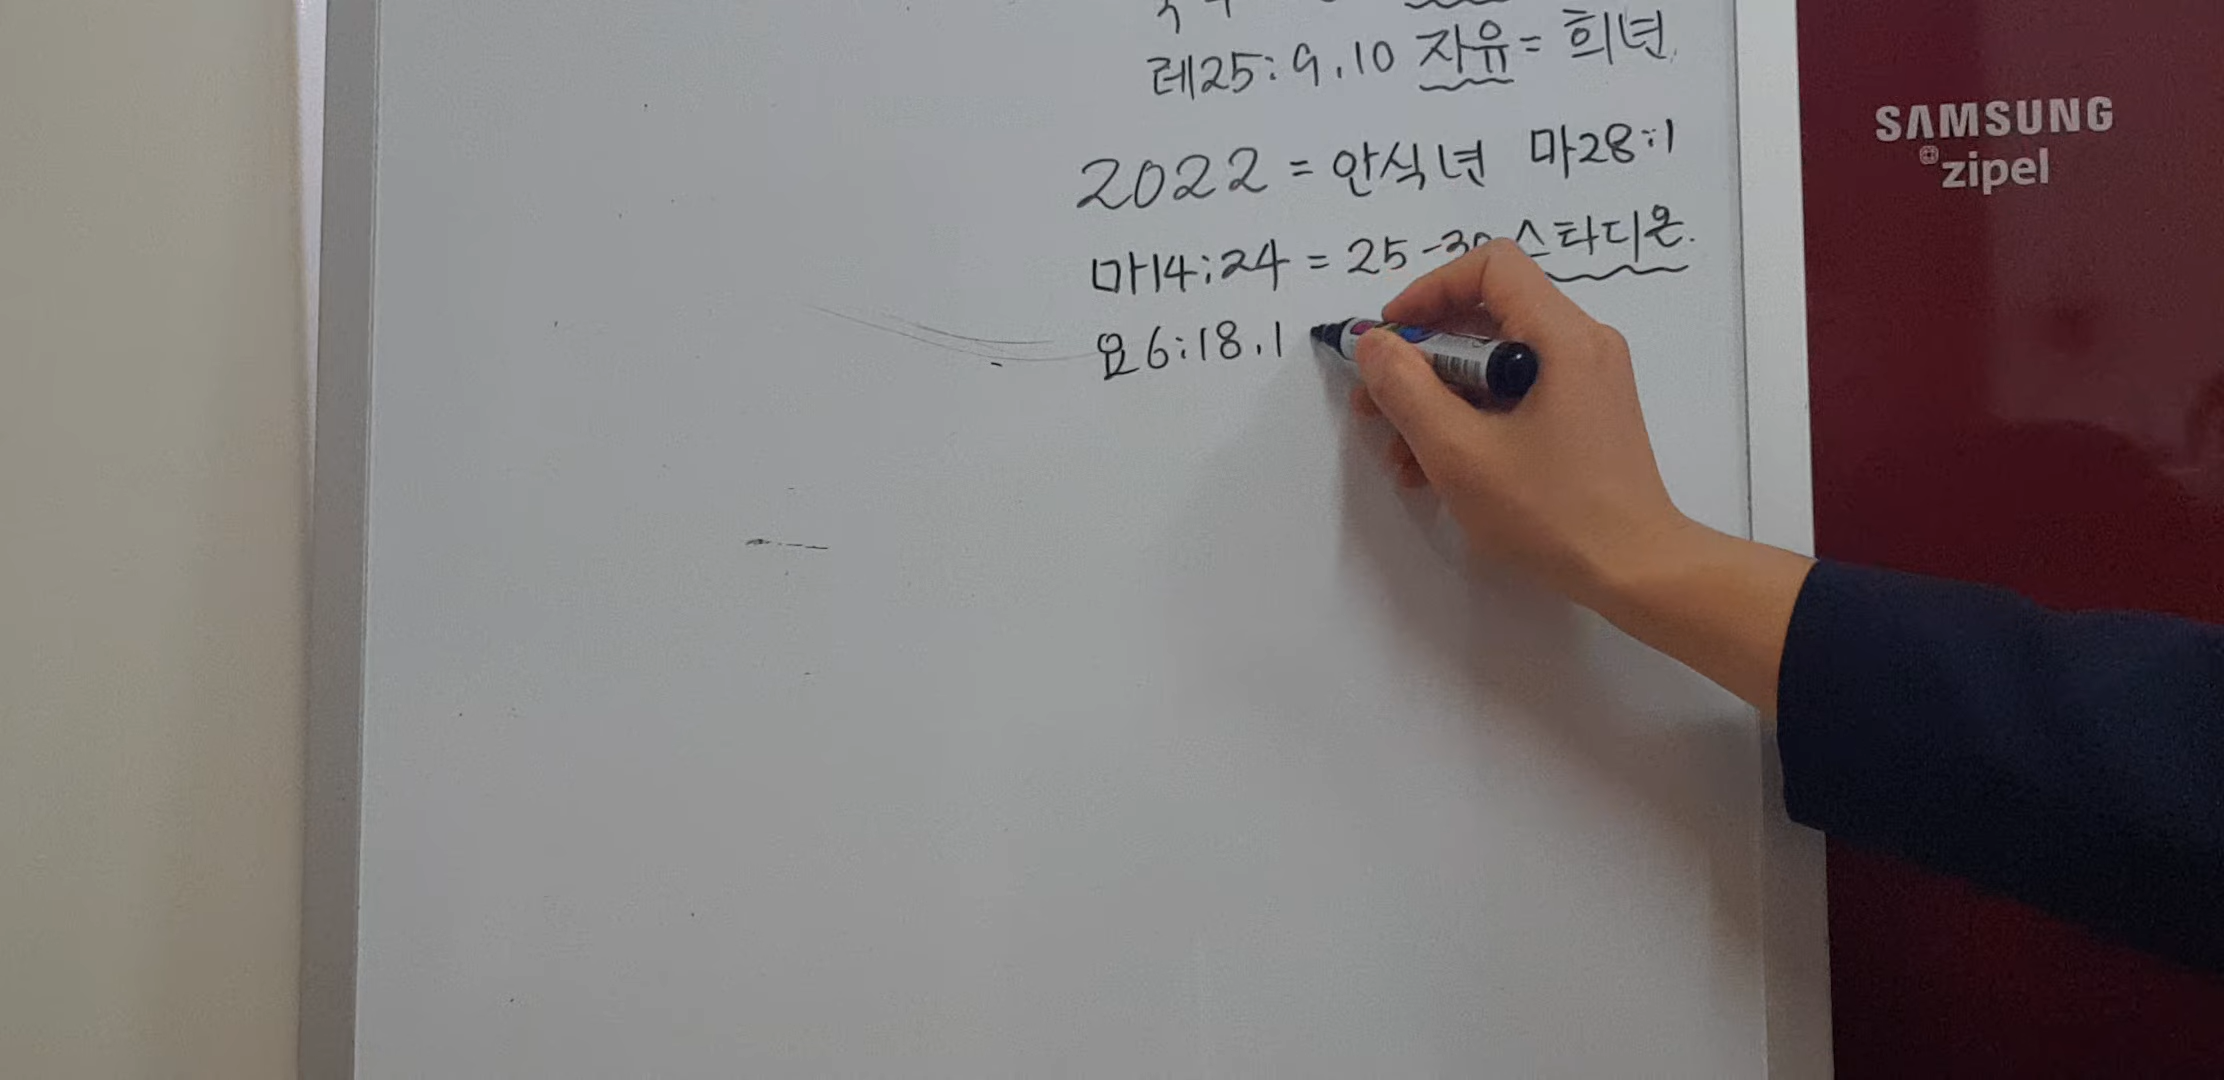 레25:9.10 자유= 희년.
2022 = 안식년 마28:1
마14:24 = 25-30 스타디온.
요6:18.1
SAMSUNG
zipel